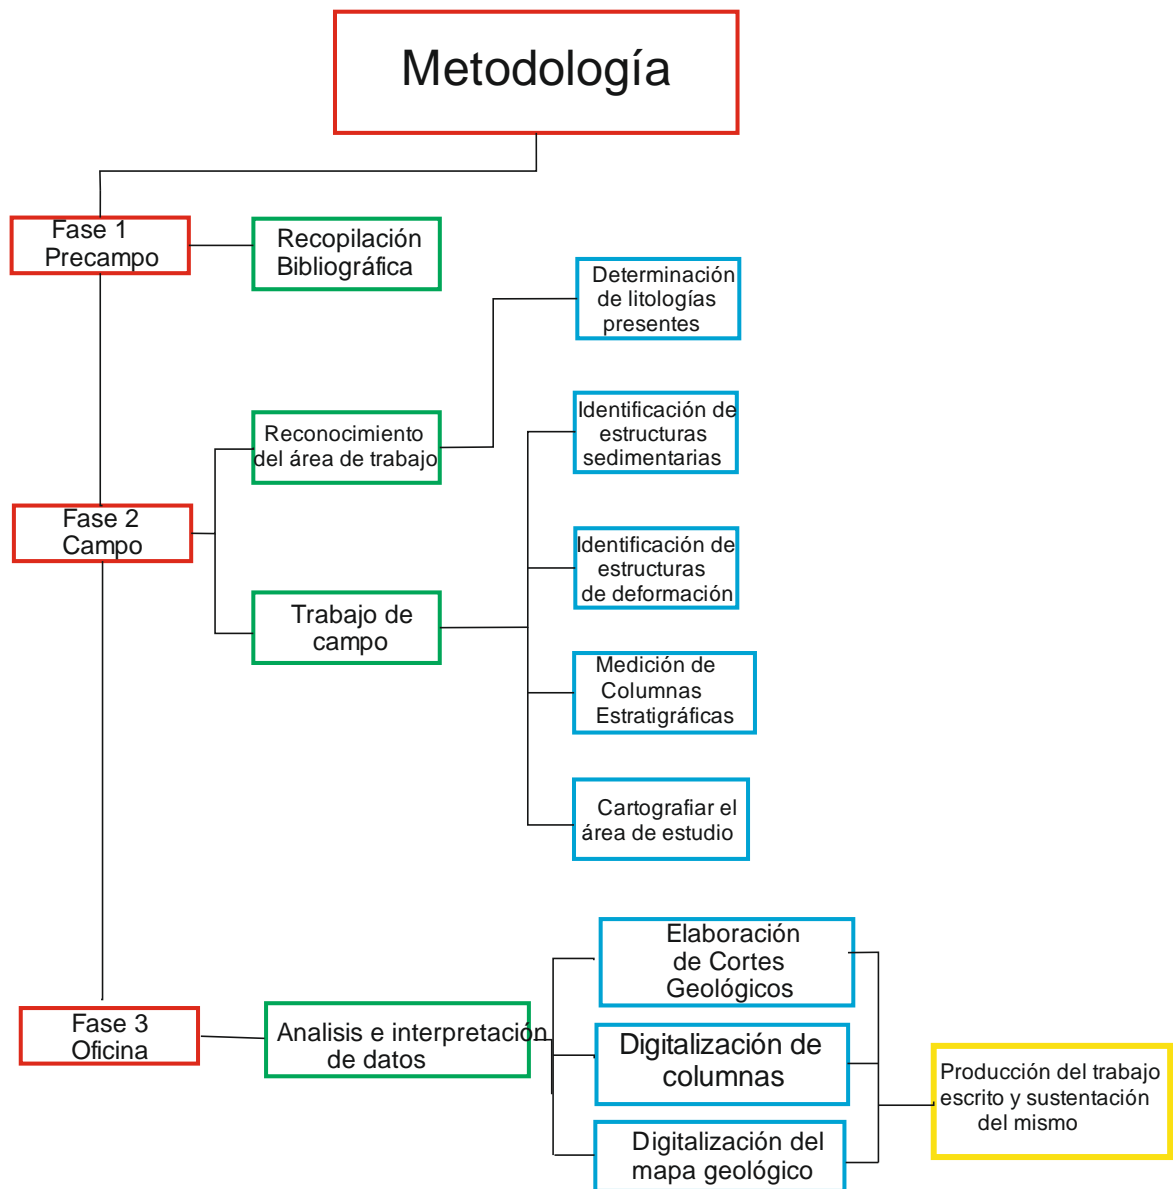 Metodología
Fase 1
Precampo
Recopilación
Bibliográfica
Determinación
de litologías
presentes
Reconocimiento
del área de trabajo
Identificación de
estructuras
sedimentarias
Fase 2
Campo
Identificación de
estructuras
de deformación
Trabajo de
campo
Medición de
Columnas
Estratigráficas
Cartografiar el
área de estudio
Fase 3
Oficina
Analisis e interpretación
de datos
Elaboración
de Cortes
Geológicos
Digitalización de
columnas
Digitalización del
mapa geológico
Producción del trabajo
escrito y sustentación
del mismo